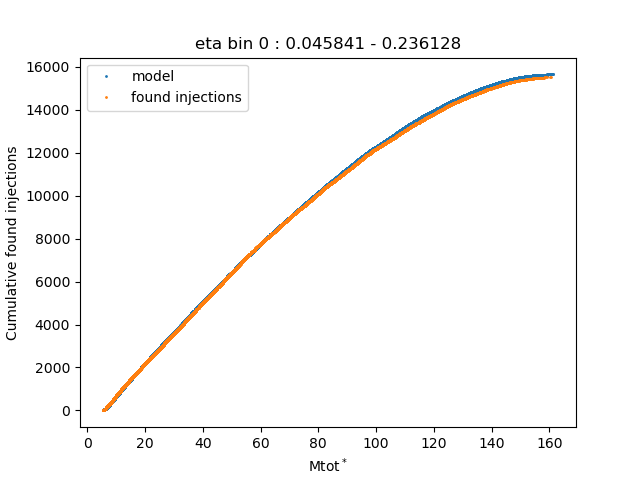 eta bin 0 : 0.045841 - 0.236128
model
found injections
16000
14000
12000
10000
8000
6000
4000
2000
0
Cumulative found injections
0 20 40 60 80 100 120 140 160
Mtot*